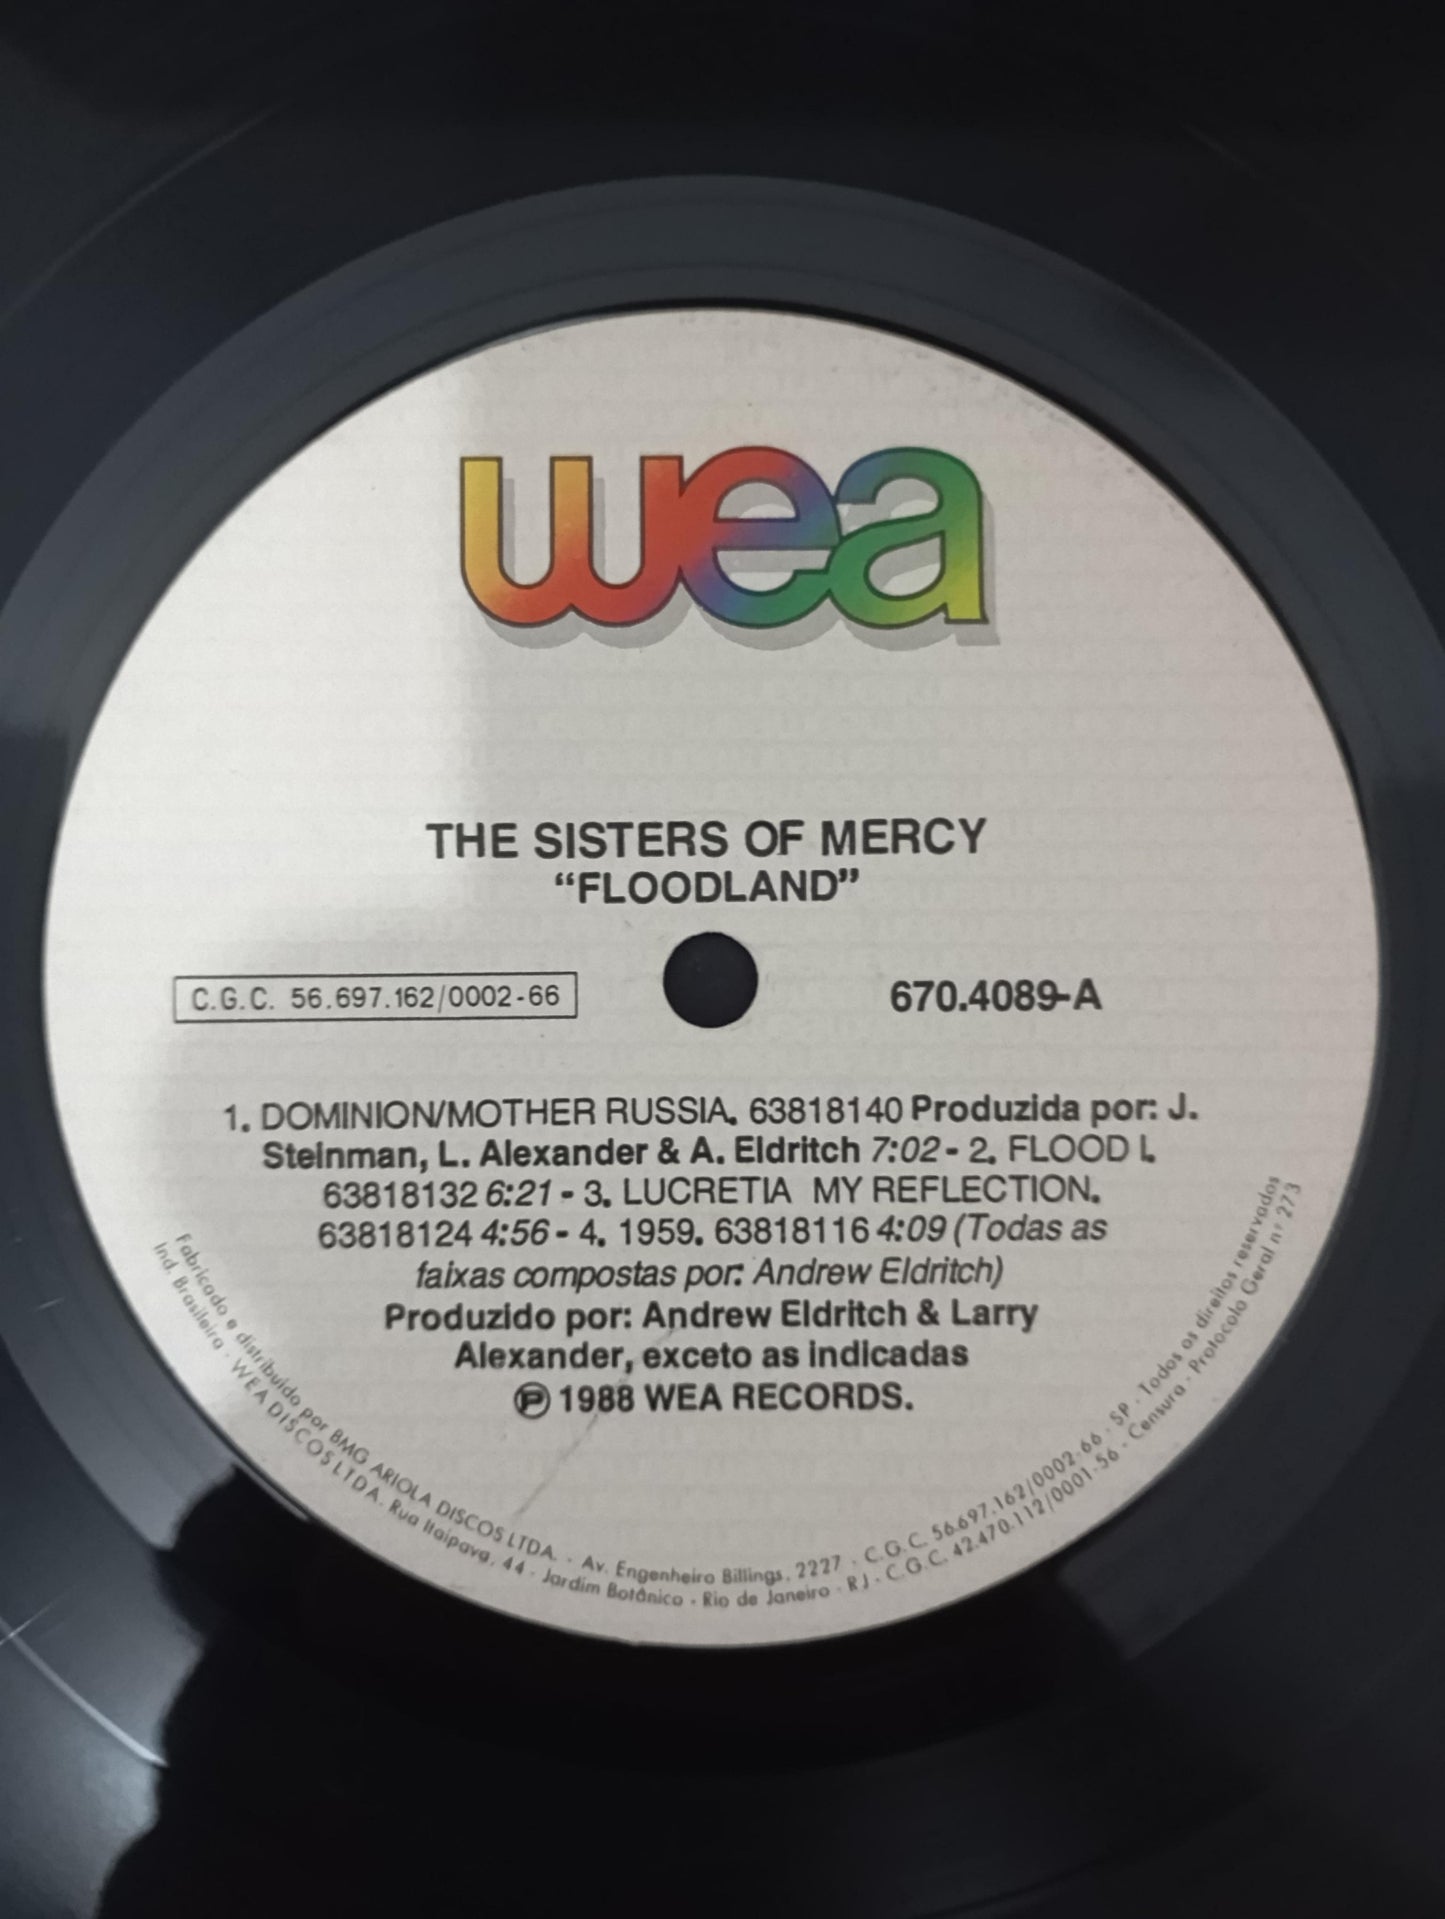 wea
THE SISTERS OF MERCY
“FLOODLAND”
C.G.C. 56.697.162/0002-66
670.4089-A
1. DOMINION/MOTHER RUSSIA. 63818140 Produzida por: J.
Steinman, L. Alexander & A. Eldritch 7:02 - 2. FLOOD I.
63818132 6:21 - 3. LUCRETIA MY REFLECTION.
63818124 4:56 - 4. 1959. 63818116 4:09 (Todas as
faixas compostas por: Andrew Eldritch)
Produzido por: Andrew Eldritch & Larry
Alexander, exceto as indicadas
℗ 1988 WEA RECORDS.
Fabricado e distribuído por BMG ARIOLA DISCOS LTDA. - Av. Engenheiro Billings, 2227 - C.G.C. 56.697.162/0002-66 - SP - Todos os direitos reservados
Ind. Brasileira - WEA DISCOS LTDA. Rua Itaipava, 44 - Jardim Botânico - Rio de Janeiro - RJ - C.G.C. 42.470.112/0001-56 - Censura - Protocolo Geral nº 273